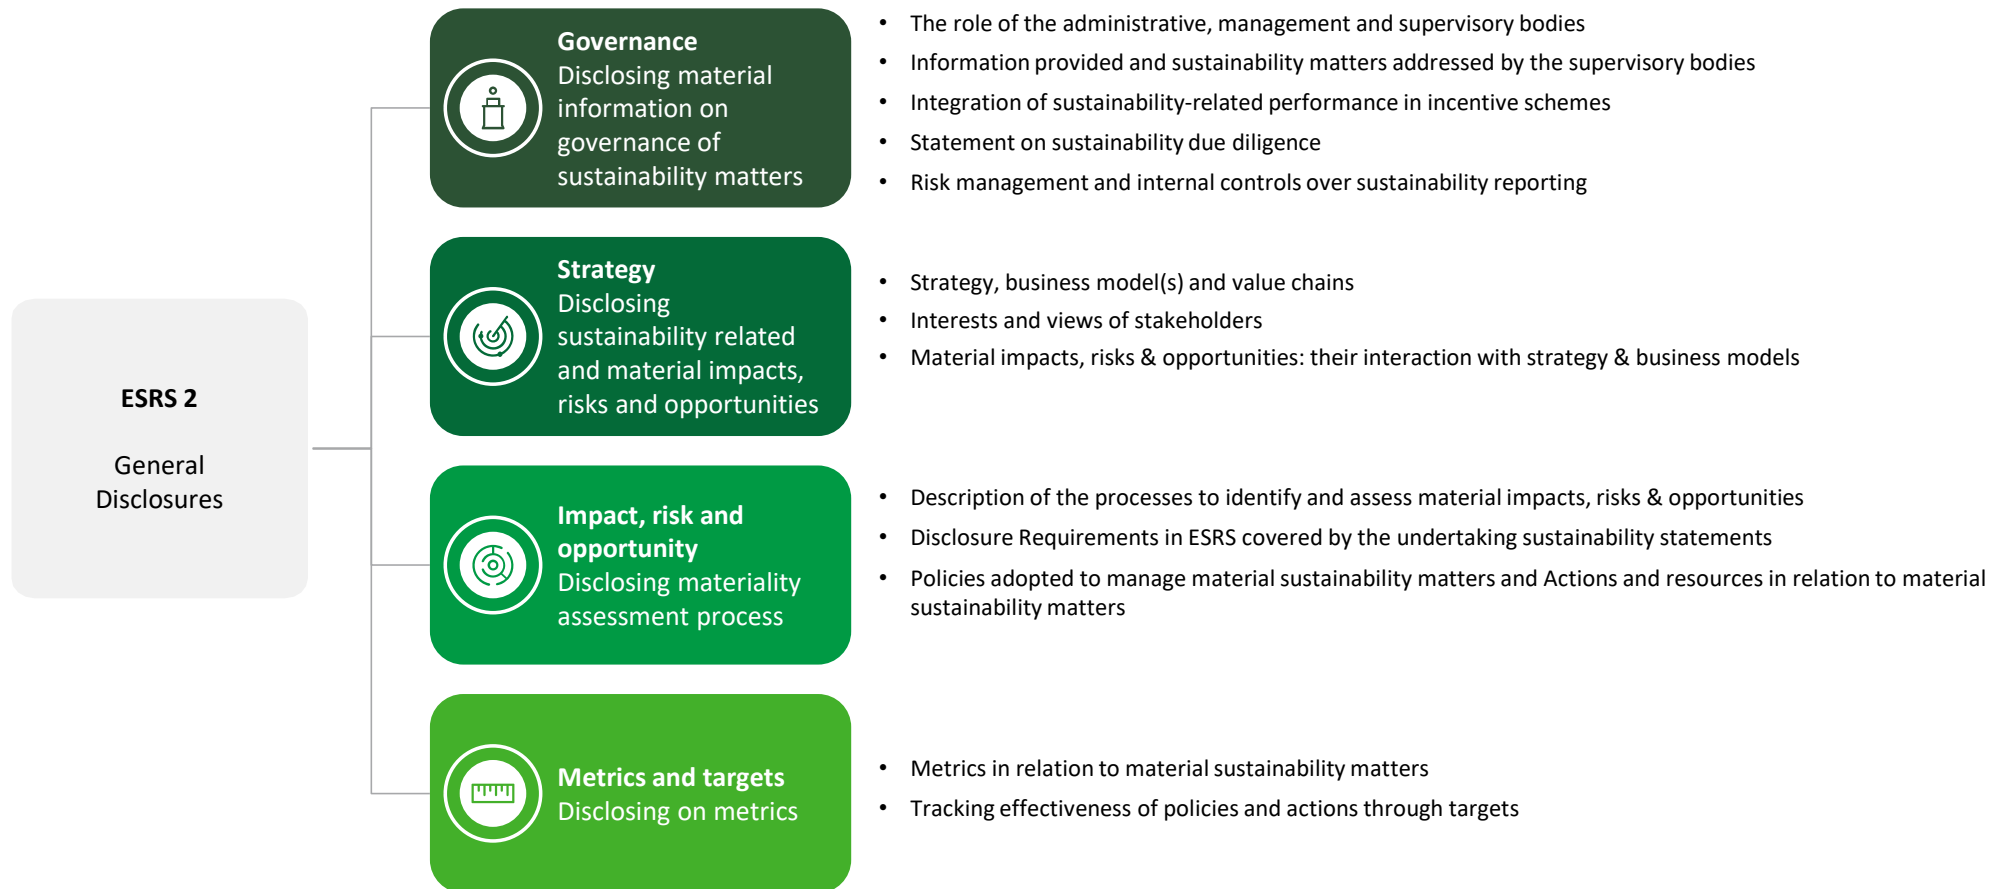 ESRS 2
General
Disclosures
Governance
Disclosing material
information on
governance of
sustainability matters
• The role of the administrative, management and supervisory bodies
• Information provided and sustainability matters addressed by the supervisory bodies
• Integration of sustainability-related performance in incentive schemes
• Statement on sustainability due diligence
• Risk management and internal controls over sustainability reporting
Strategy
Disclosing
sustainability related
and material impacts,
risks and opportunities
• Strategy, business model(s) and value chains
• Interests and views of stakeholders
• Material impacts, risks & opportunities: their interaction with strategy & business models
Impact, risk and
opportunity
Disclosing materiality
assessment process
• Description of the processes to identify and assess material impacts, risks & opportunities
• Disclosure Requirements in ESRS covered by the undertaking sustainability statements
• Policies adopted to manage material sustainability matters and Actions and resources in relation to material
sustainability matters
Metrics and targets
Disclosing on metrics
• Metrics in relation to material sustainability matters
• Tracking effectiveness of policies and actions through targets